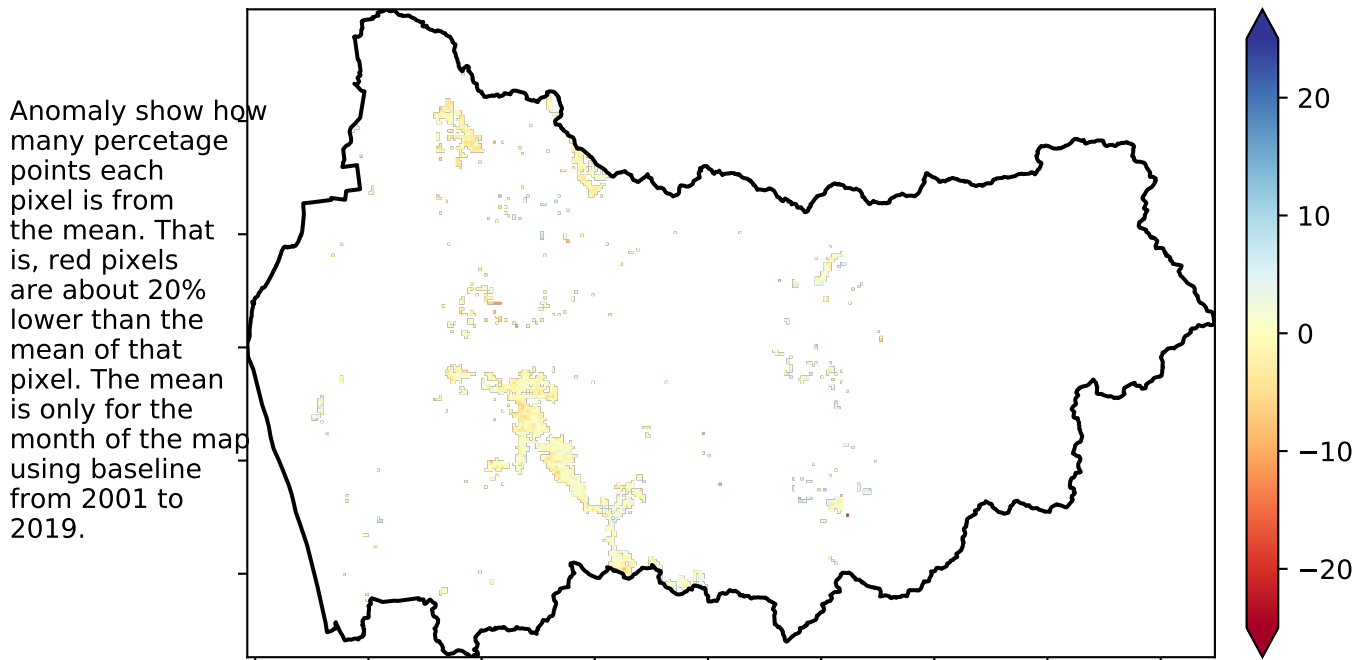 Anomaly show how
many percetage
points each
pixel is from
the mean. That
is, red pixels
are about 20%
lower than the
mean of that
pixel. The mean
is only for the
month of the map
using baseline
from 2001 to
2019.
20
10
0
−10
−20